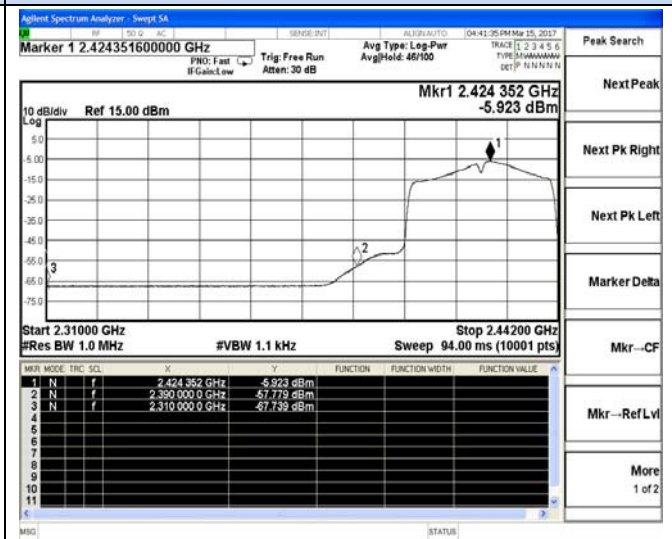 Agilent Spectrum Analyzer - Swept SA
RF 50 Ω AC SENSE:INT ALIGN AUTO 04:41:35 PM Mar 15, 2017
Marker 1 2.424351600000 GHz
PNO: Fast
IFGain:Low
Trig: Free Run
Atten: 30 dB
Avg Type: Log-Pwr
Avg|Hold: 46/100
TRACE 1 2 3 4 5 6
TYPE
DET P N N N N N
Peak Search
Mkr1 2.424 352 GHz
-5.923 dBm
10 dB/div Ref 15.00 dBm
Log
5.0
-5.00
-15.0
-25.0
-35.0
-45.0
-55.0
-65.0
-75.0
1
2
3
Start 2.31000 GHz Stop 2.44200 GHz
#Res BW 1.0 MHz #VBW 1.1 kHz Sweep 94.00 ms (10001 pts)
MKR MODE TRC SCL X Y FUNCTION FUNCTION WIDTH FUNCTION VALUE
1 N f 2.424 352 GHz -5.923 dBm
2 N f 2.390 000 0 GHz -57.779 dBm
3 N f 2.310 000 0 GHz -67.739 dBm
4
5
6
7
8
9
10
11
Next Peak
Next Pk Right
Next Pk Left
Marker Delta
Mkr→CF
Mkr→Ref Lvl
More
1 of 2
MSG STATUS